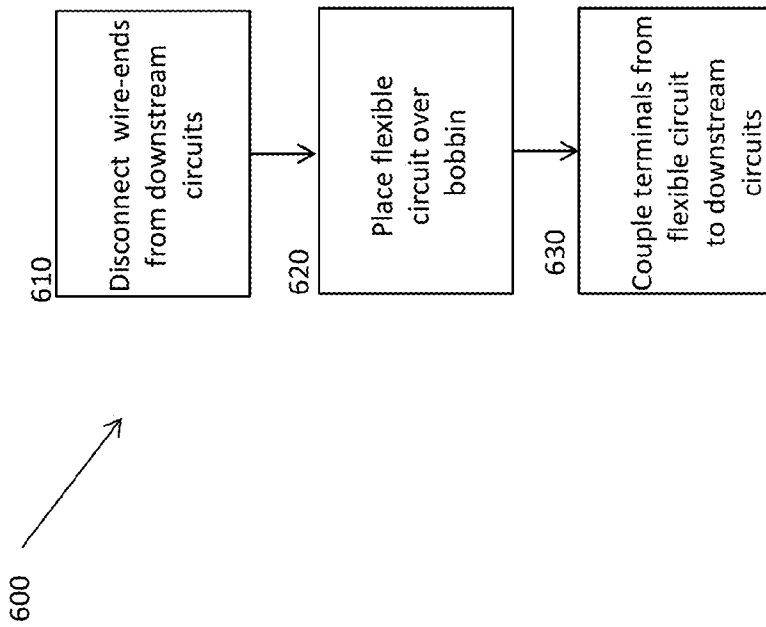 600
610
Disconnect wire-ends
from downstream
circuits
620
Place flexible
circuit over
bobbin
630
Couple terminals from
flexible circuit
to downstream
circuits